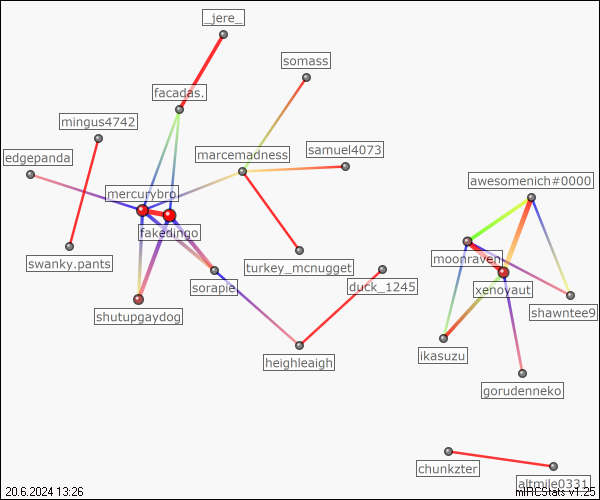 _jere_
somass
facadas.
mingus4742
marcemadness
samuel4073
edgepanda
awesomenich#0000
mercurybro
fakedingo
moonraven
swanky.pants
turkey_mcnugget
sorapie
duck_1245
xenovaut
shutupgaydog
shawntee9
ikasuzu
heighleaigh
gorudenneko
chunkzter
altmile0331
20.6.2024 13:26
mIRCStats v1.25